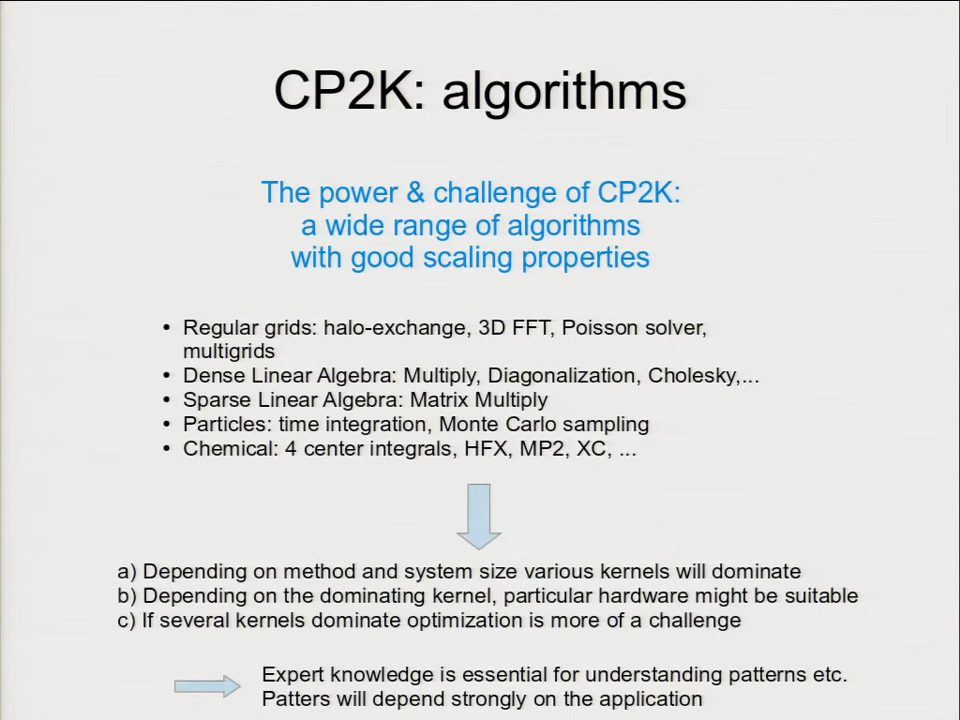 CP2K: algorithms
The power & challenge of CP2K:
a wide range of algorithms
with good scaling properties
• Regular grids: halo-exchange, 3D FFT, Poisson solver,
multigrids
• Dense Linear Algebra: Multiply, Diagonalization, Cholesky,...
• Sparse Linear Algebra: Matrix Multiply
• Particles: time integration, Monte Carlo sampling
• Chemical: 4 center integrals, HFX, MP2, XC, ...
a) Depending on method and system size various kernels will dominate
b) Depending on the dominating kernel, particular hardware might be suitable
c) If several kernels dominate optimization is more of a challenge
Expert knowledge is essential for understanding patterns etc.
Patters will depend strongly on the application